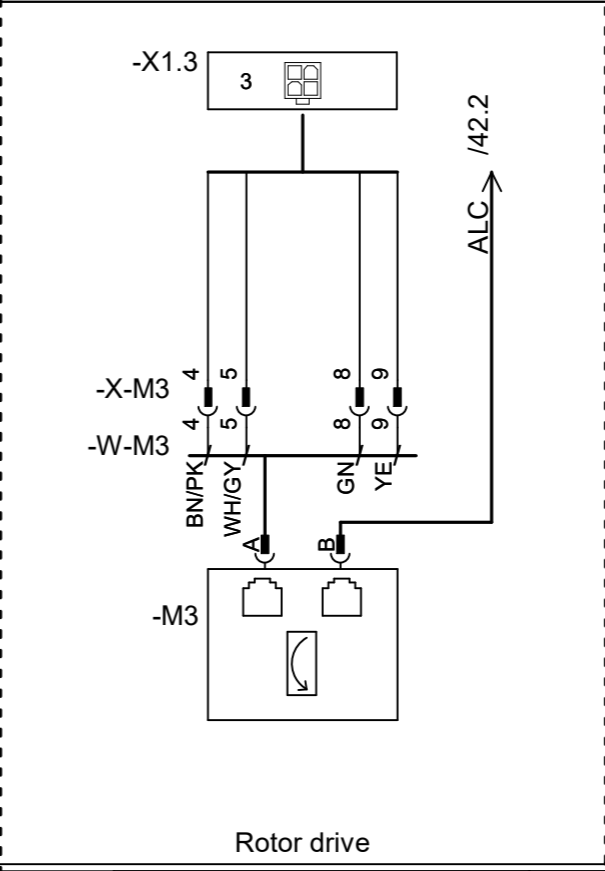 -X1.3
3
/42.2
ALC
4 5 8 9
-X-M3
4 5 8 9
-W-M3
BN/PK WH/GY GN YE
A B
-M3
Rotor drive